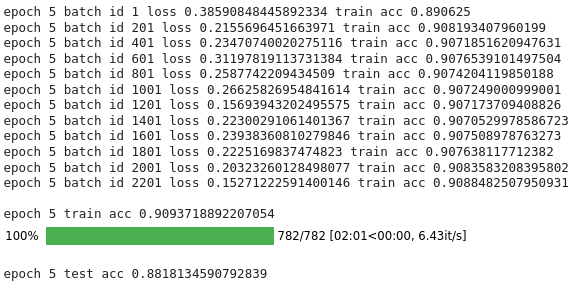 epoch 5 batch id 1 loss 0.38590848445892334 train acc 0.890625
epoch 5 batch id 201 loss 0.2155696451663971 train acc 0.908193407960199
epoch 5 batch id 401 loss 0.23470740020275116 train acc 0.9071851620947631
epoch 5 batch id 601 loss 0.31197819113731384 train acc 0.9076539101497504
epoch 5 batch id 801 loss 0.2587742209434509 train acc 0.9074204119850188
epoch 5 batch id 1001 loss 0.26625826954841614 train acc 0.907249000999001
epoch 5 batch id 1201 loss 0.15693943202495575 train acc 0.907173709408826
epoch 5 batch id 1401 loss 0.22300291061401367 train acc 0.9070529978586723
epoch 5 batch id 1601 loss 0.23938360810279846 train acc 0.907508978763273
epoch 5 batch id 1801 loss 0.2225169837474823 train acc 0.907638117712382
epoch 5 batch id 2001 loss 0.20323260128498077 train acc 0.9083583208395802
epoch 5 batch id 2201 loss 0.15271222591400146 train acc 0.9088482507950931
epoch 5 train acc 0.9093718892207054
100% 782/782 [02:01<00:00, 6.43it/s]
epoch 5 test acc 0.8818134590792839